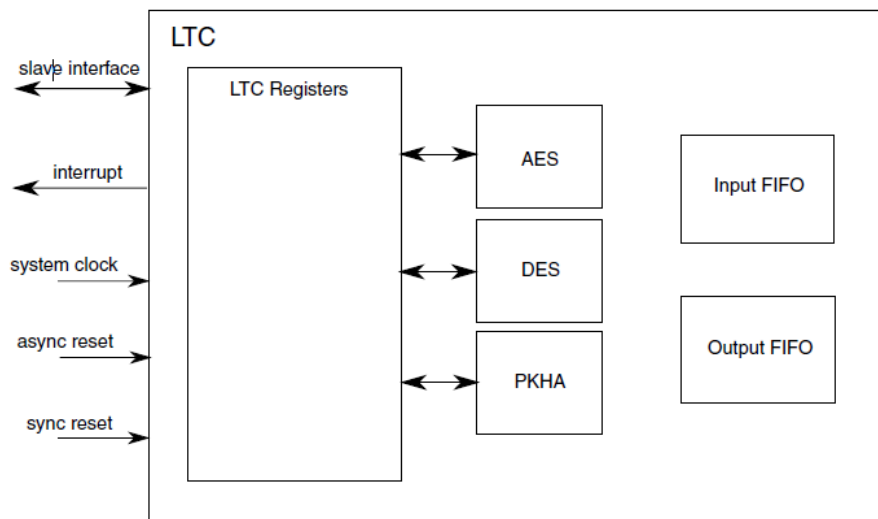 LTC
slave interface
LTC Registers
AES
Input FIFO
interrupt
system clock
DES
async reset
Output FIFO
PKHA
sync reset